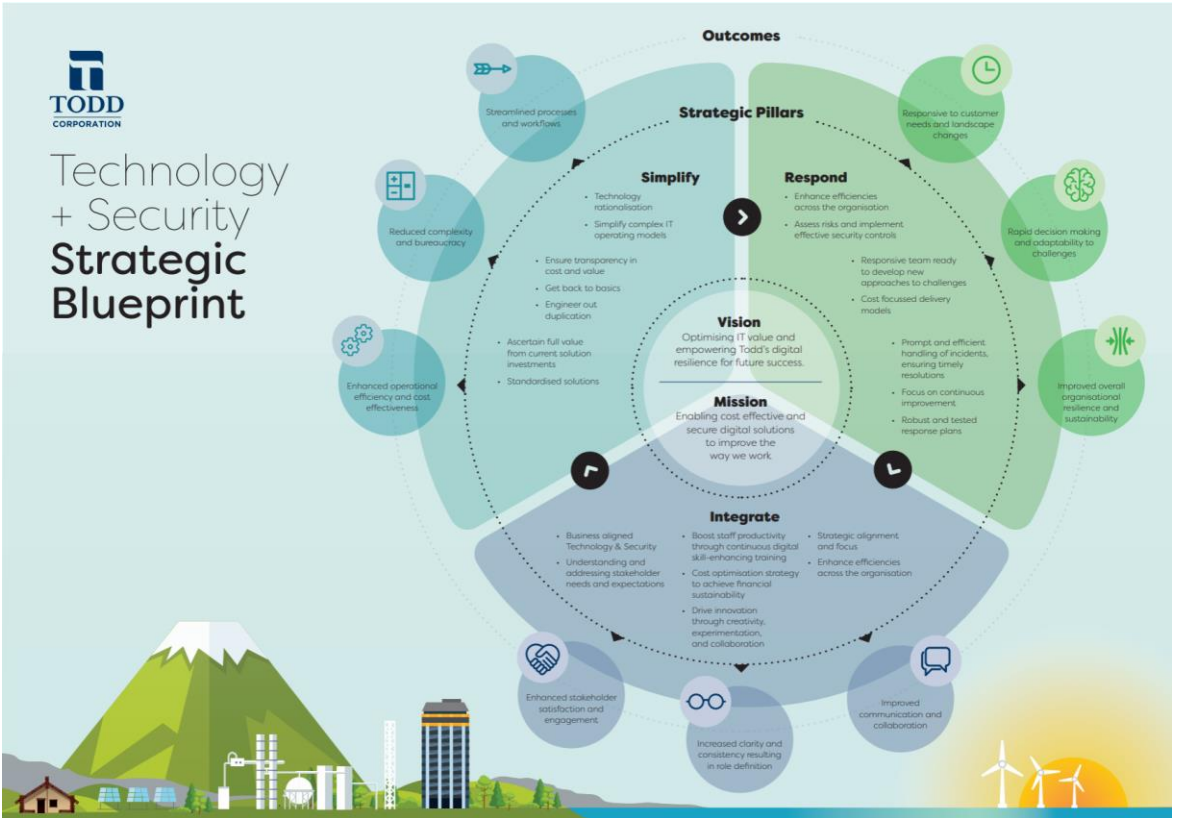 TODD
CORPORATION
Technology
+ Security
Strategic
Blueprint
Outcomes
Strategic Pillars
Streamlined processes
and workflows
Reduced complexity
and bureaucracy
Enhanced operational
efficiency and cost
effectiveness
Simplify
• Technology
rationalisation
• Simplify complex IT
operating models
• Ensure transparency in
cost and value
• Get back to basics
• Engineer out
duplication
• Ascertain full value
from current solution
investments
• Standardised solutions
Respond
• Enhance efficiencies
across the organisation
• Assess risks and implement
effective security controls
• Responsive team ready
to develop new
approaches to challenges
• Cost focussed delivery
models
• Prompt and efficient
handling of incidents,
ensuring timely
resolutions
• Focus on continuous
improvement
• Robust and tested
response plans
Responsive to customer
needs and landscape
changes
Rapid decision making
and adaptability to
challenges
Improved overall
organisational
resilience and
sustainability
Vision
Optimising IT value and
empowering Todd's digital
resilience for future success.
Mission
Enabling cost effective and
secure digital solutions
to improve the
way we work
Integrate
• Business aligned
Technology & Security
• Understanding and
addressing stakeholder
needs and expectations
• Boost staff productivity
through continuous digital
skill-enhancing training
• Cost optimisation strategy
to achieve financial
sustainability
• Drive innovation
through creativity,
experimentation,
and collaboration
• Strategic alignment
and focus
• Enhance efficiencies
across the organisation
Enhanced stakeholder
satisfaction and
engagement
Increased clarity and
consistency resulting
in role definition
Improved
communication and
collaboration